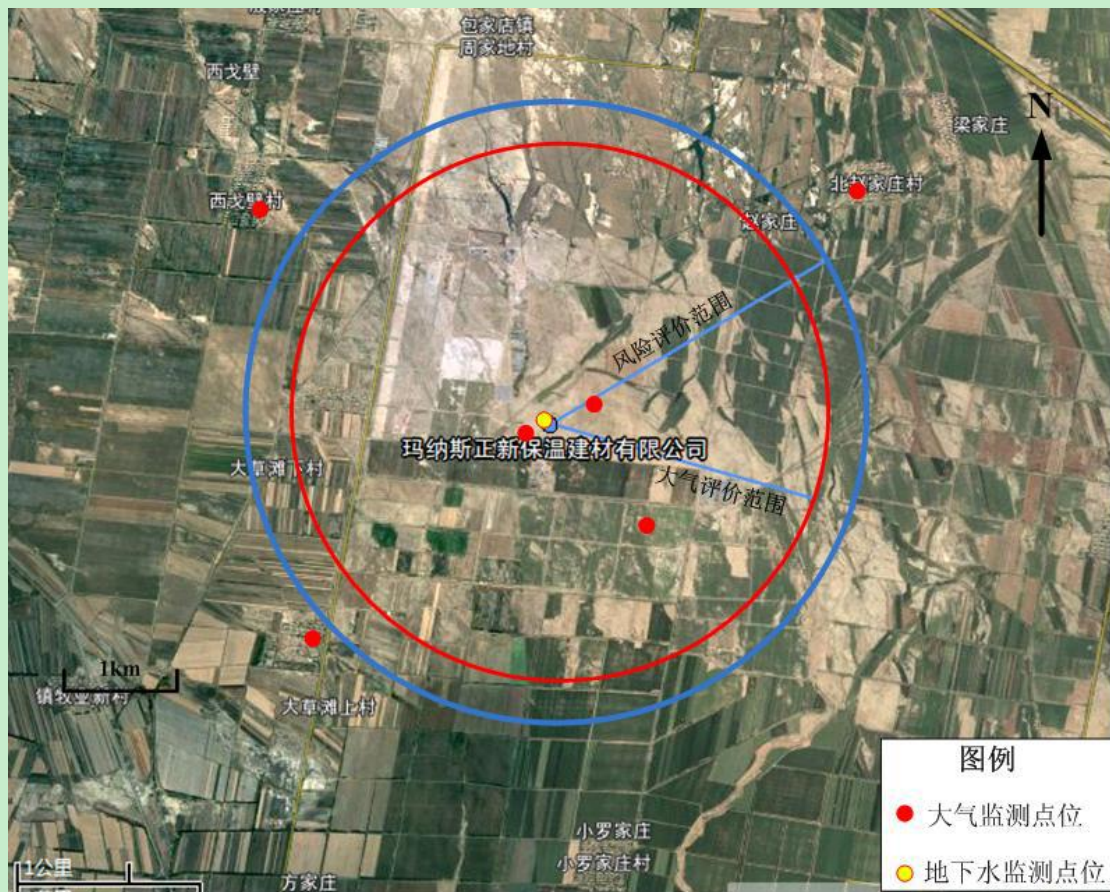 包家店镇
周家地村
西戈壁
梁家庄
N
北赵家庄村
西戈壁村
赵家庄
风险评价范围
玛纳斯正新保温建材有限公司
大草滩下村
大气评价范围
1km
镇牧业新村
大草滩上村
图例
大气监测点位
小罗家庄
小罗家庄村
1公里
方家庄
地下水监测点位